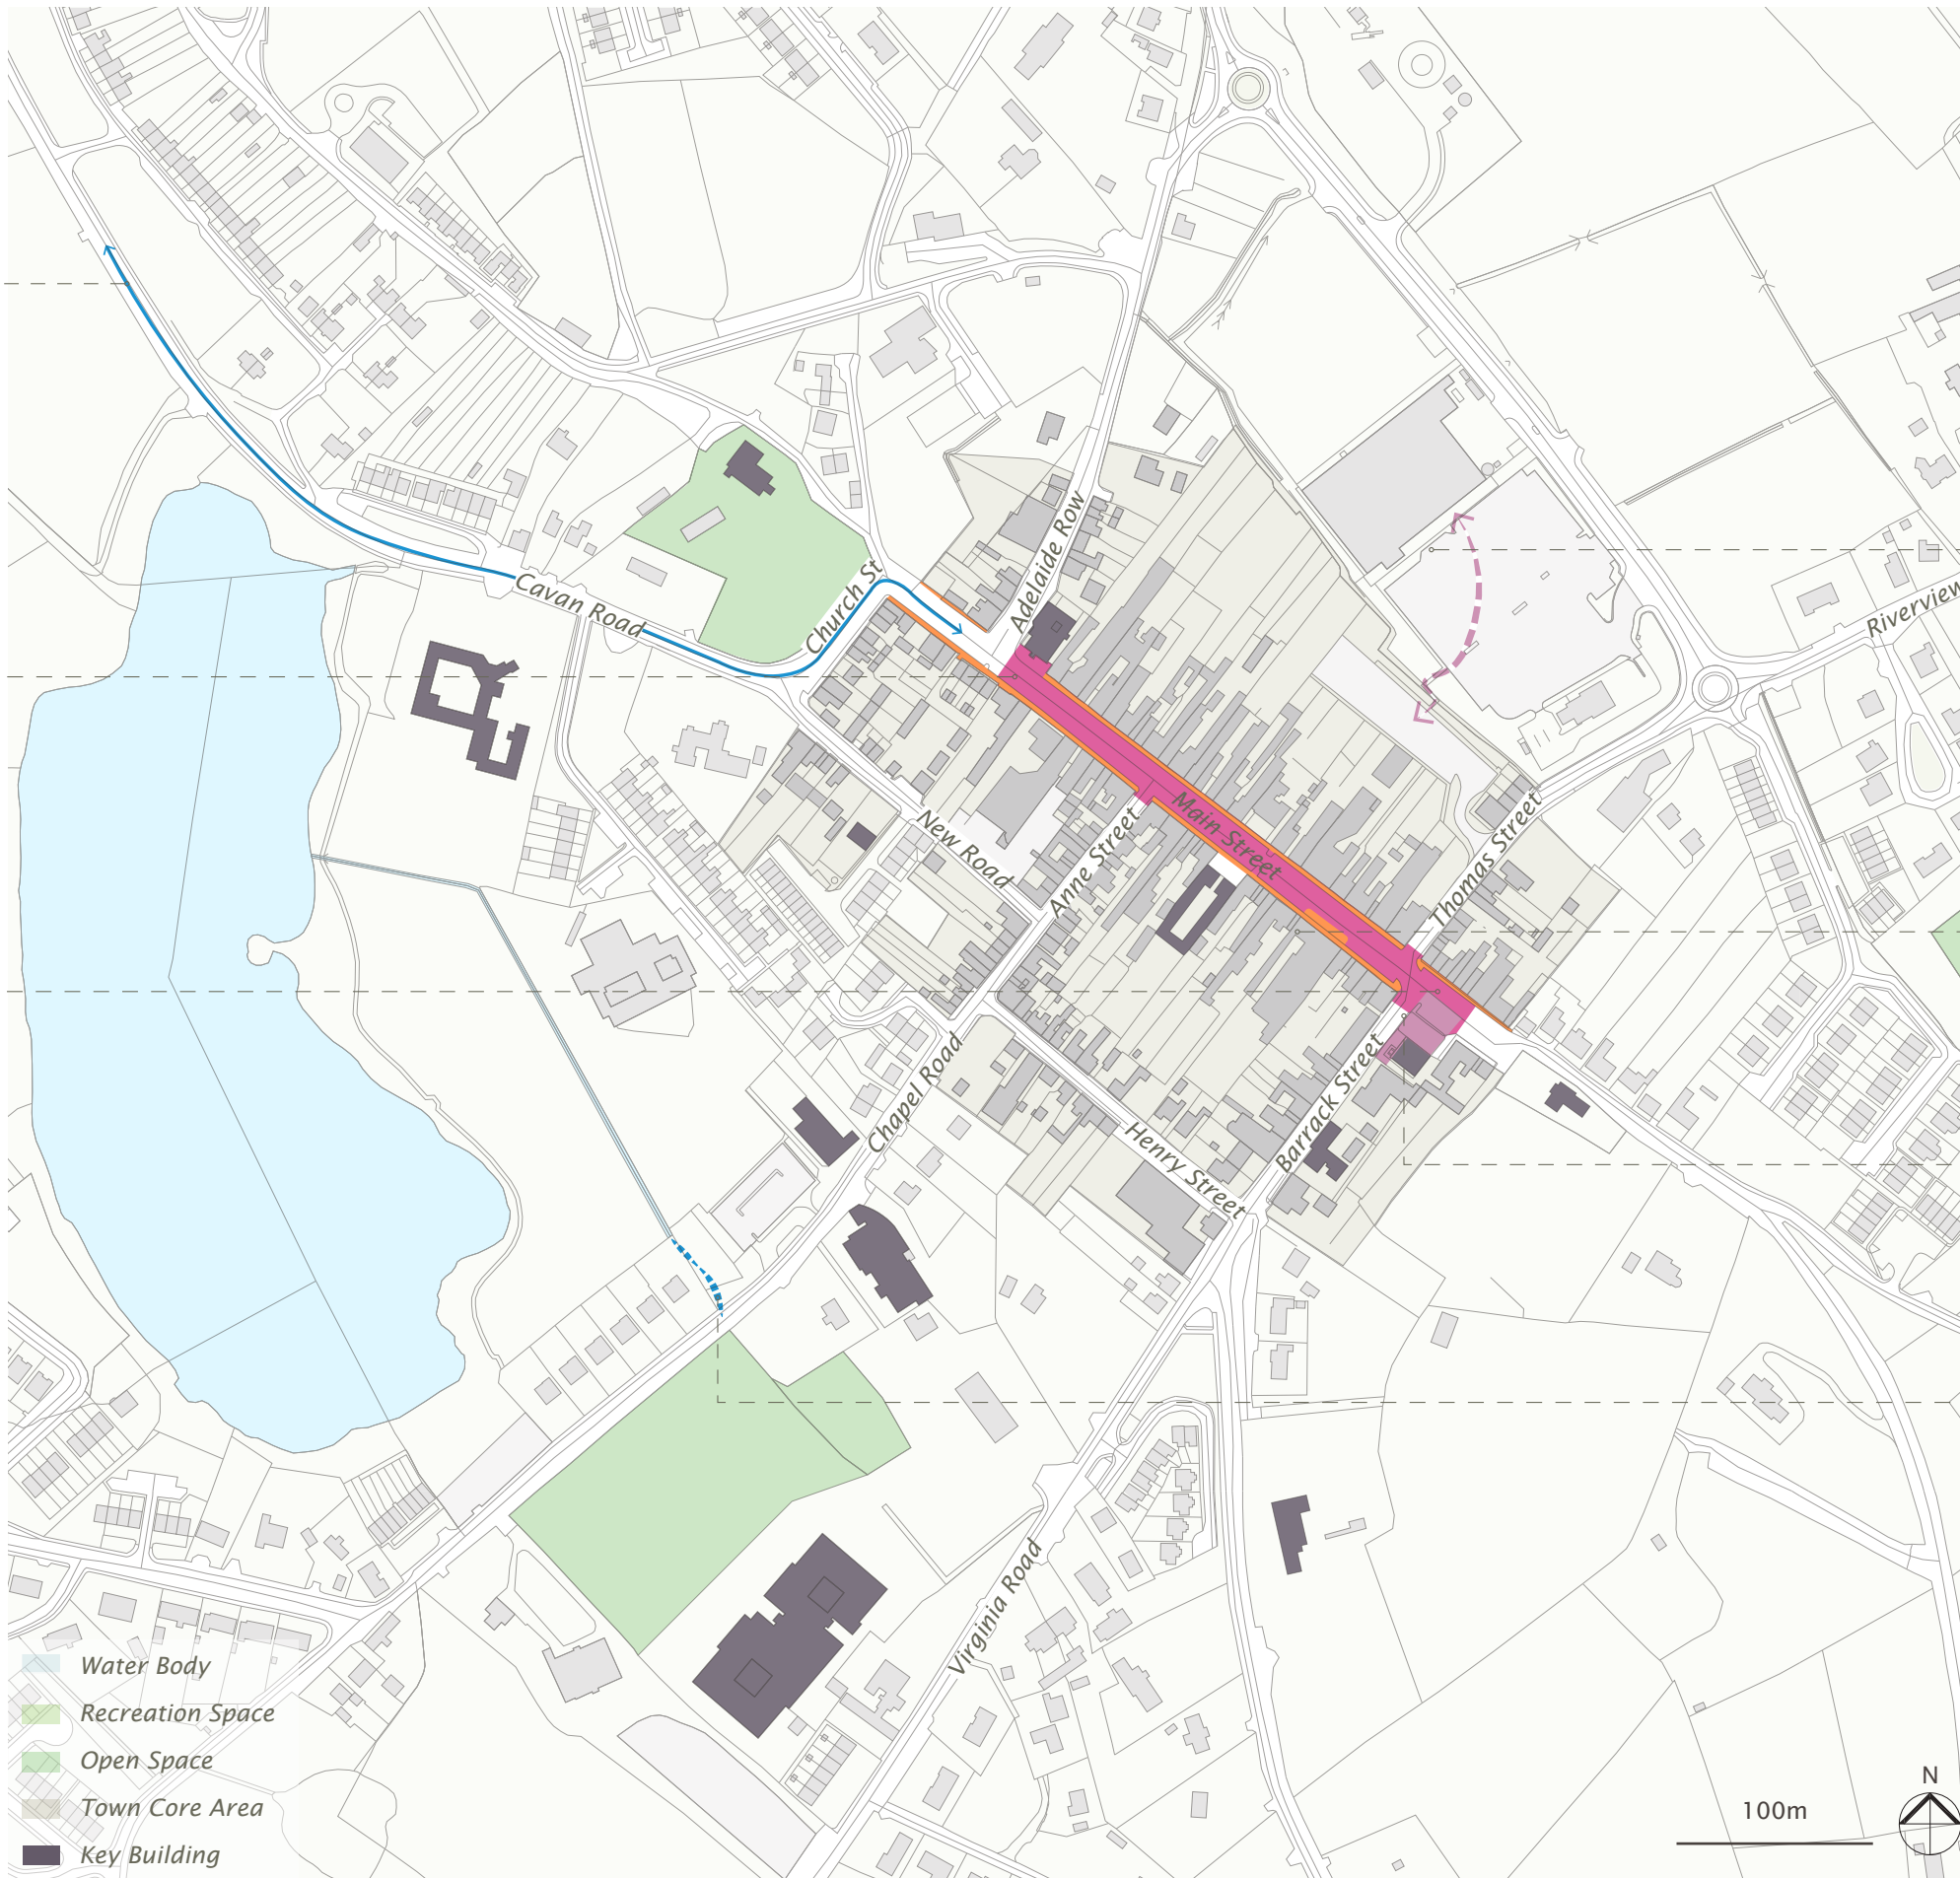 Adelaide Row
Cavan Road
Church St
Riverview
Main Street
New Road
Anne Street
Thomas Street
Chapel Road
Barrack Street
Henry Street
Virginia Road
Water Body
Recreation Space
Open Space
Town Core Area
Key Building
N
100m